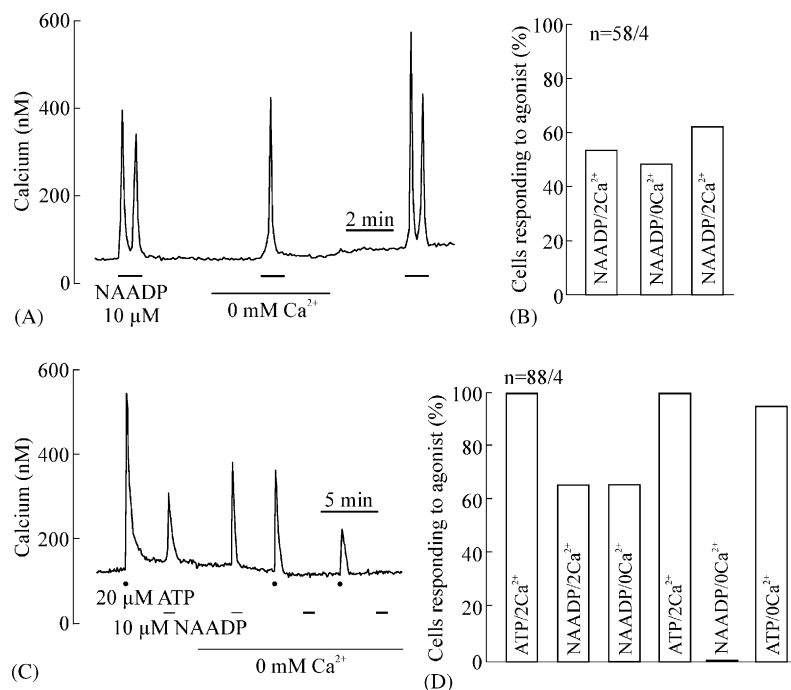 600
400
200
0
Calcium (nM)
2 min
NAADP
10 µM
0 mM Ca²⁺
(A)
n=58/4
100
80
60
40
20
0
Cells responding to agonist (%)
NAADP/2Ca²⁺
NAADP/0Ca²⁺
NAADP/2Ca²⁺
(B)
600
400
200
0
Calcium (nM)
5 min
20 µM ATP
10 µM NAADP
0 mM Ca²⁺
(C)
n=88/4
100
80
60
40
20
0
Cells responding to agonist (%)
ATP/2Ca²⁺
NAADP/2Ca²⁺
NAADP/0Ca²⁺
ATP/2Ca²⁺
NAADP/0Ca²⁺
ATP/0Ca²⁺
(D)